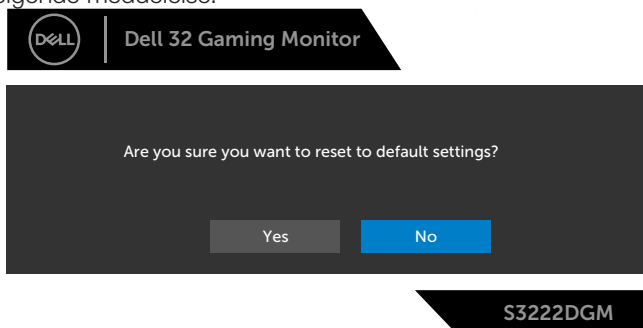 DELL
Dell 32 Gaming Monitor
Are you sure you want to reset to default settings?
Yes
No
S3222DGM